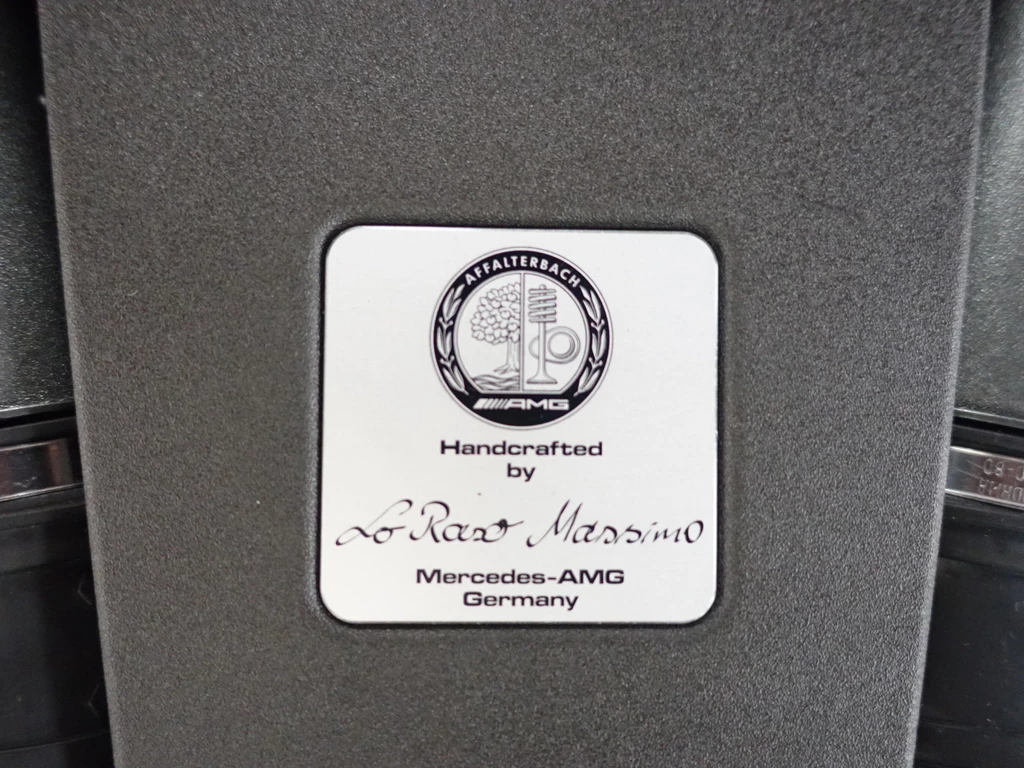 AFFALTERBACH
AMG
Handcrafted
by
Lo Raso Massimo
Mercedes-AMG
Germany